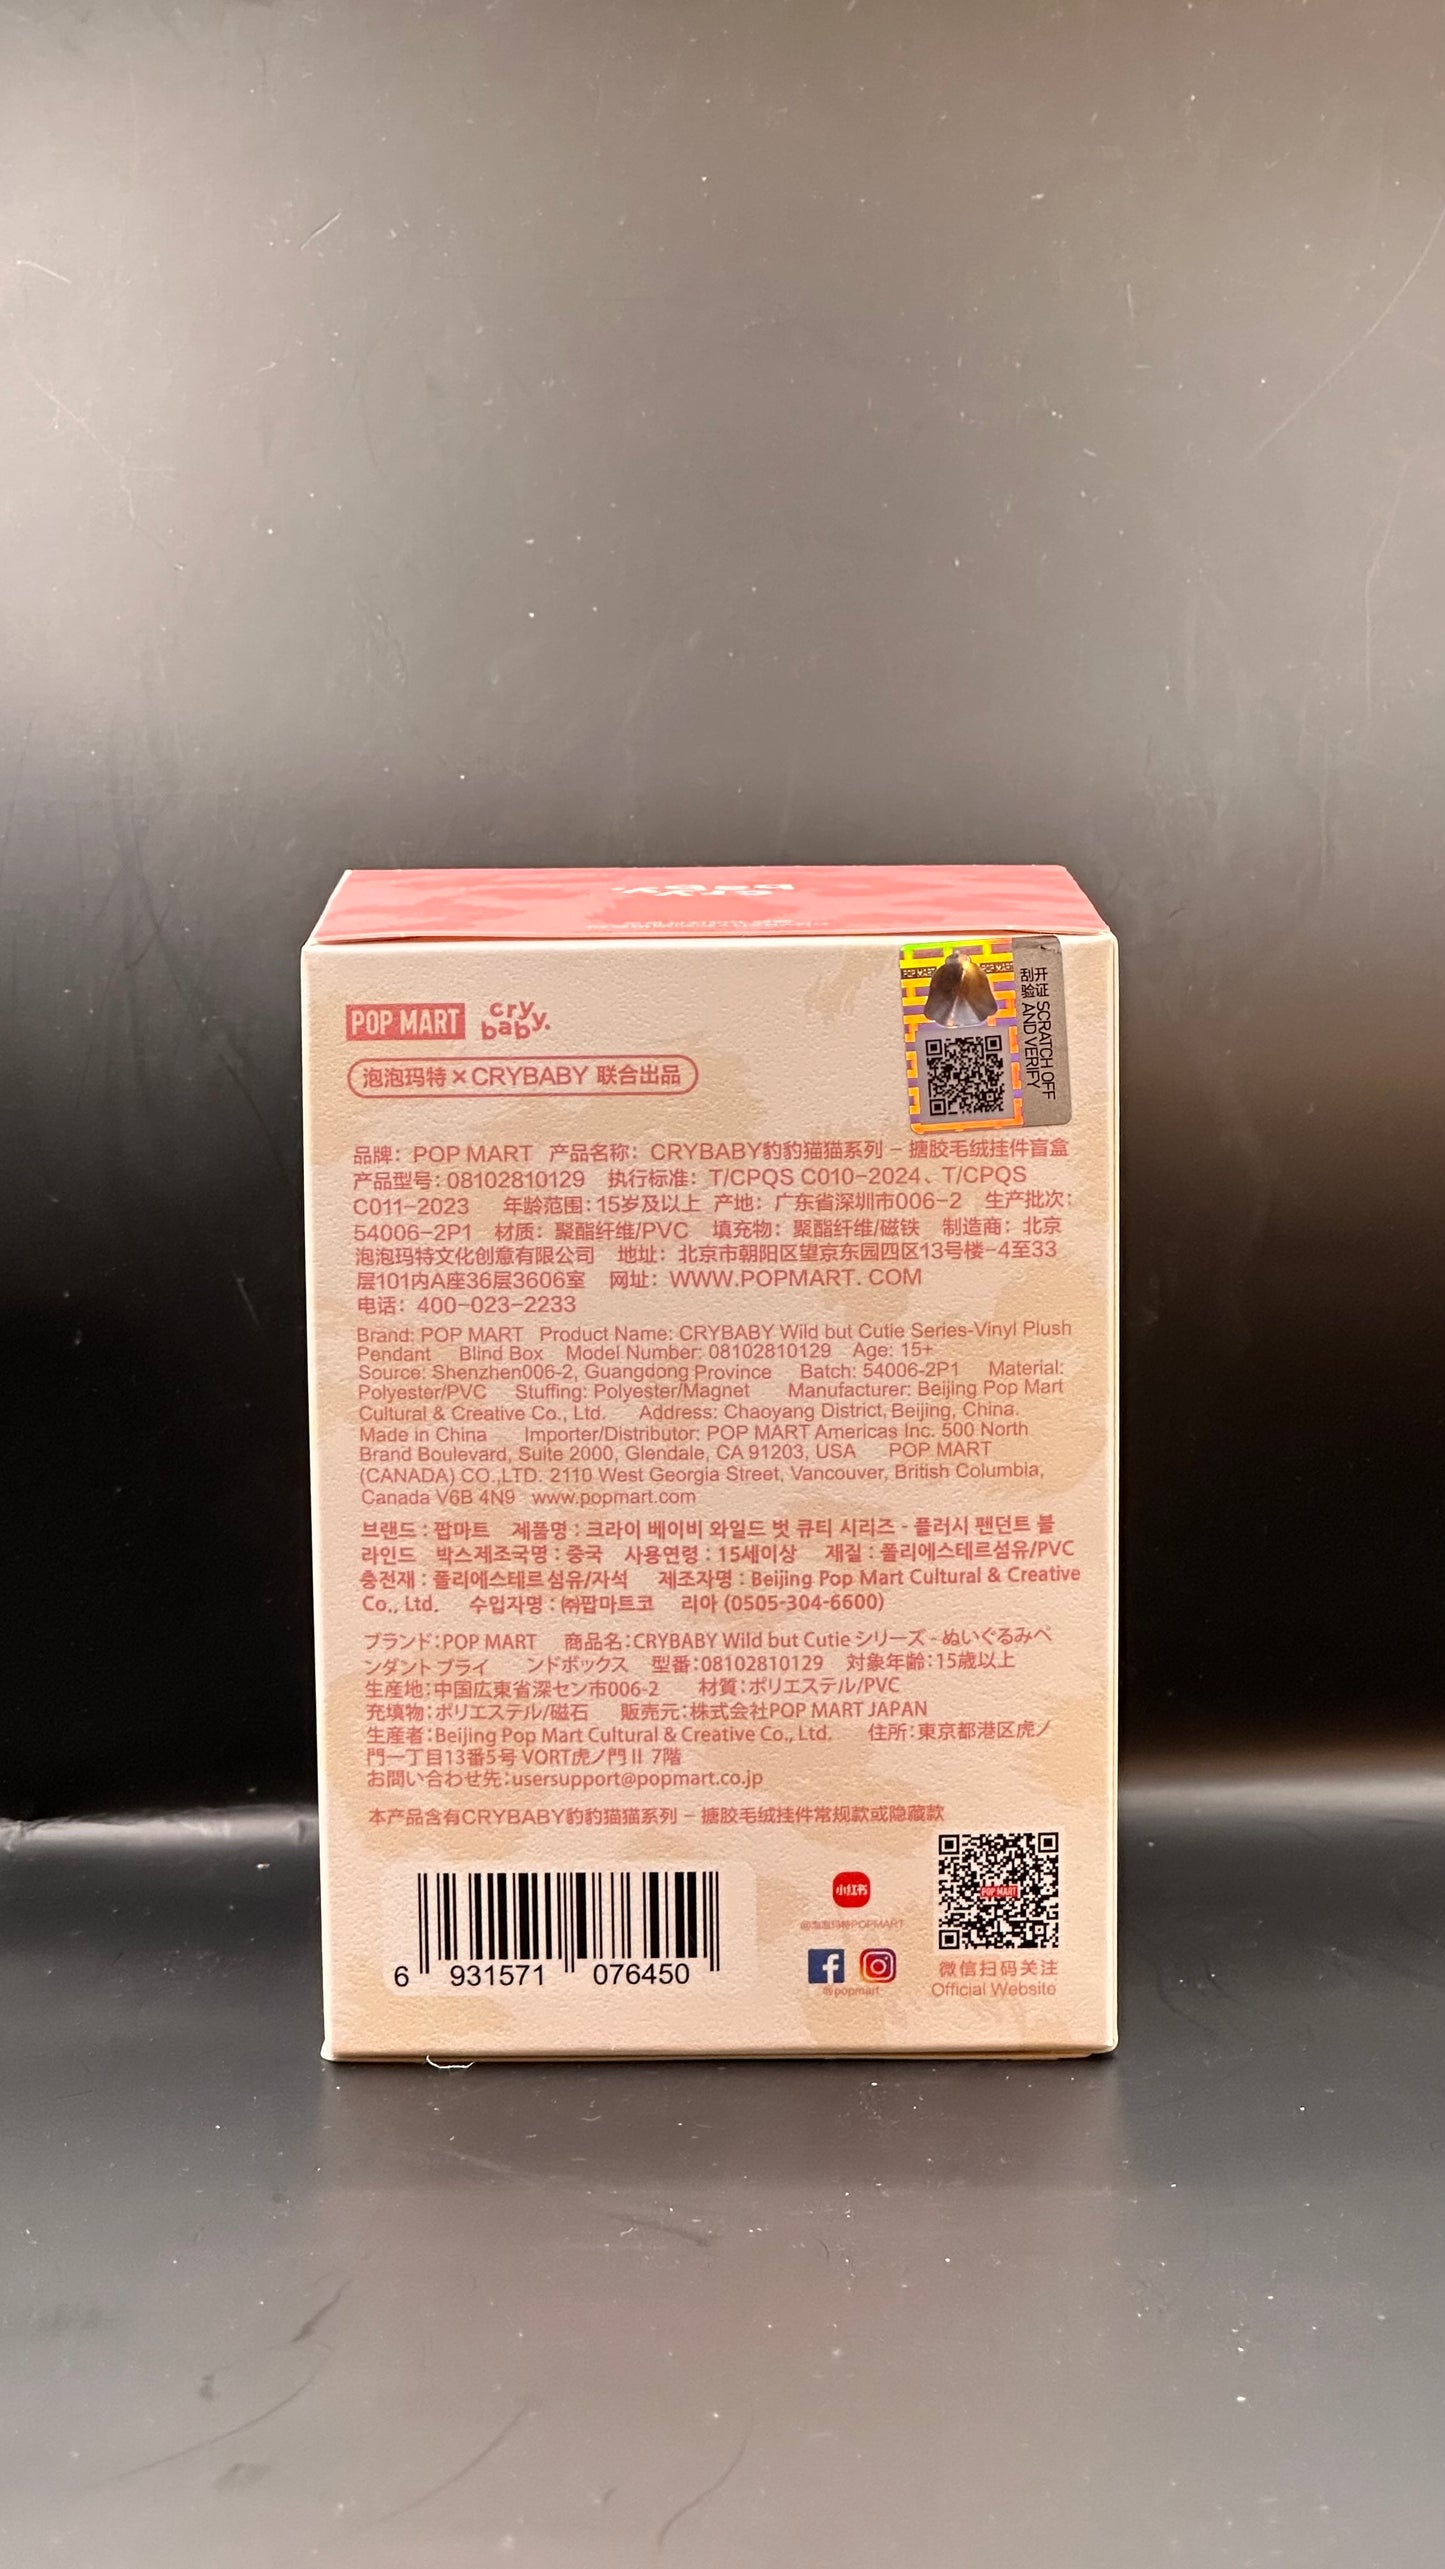 POP MART cry baby.
泡泡玛特×CRYBABY 联合出品
POP MART
刮开验证 SCRATCH OFF AND VERIFY
品牌：POP MART 产品名称：CRYBABY豹豹猫猫系列－搪胶毛绒挂件盲盒
产品型号：08102810129 执行标准：T/CPQS C010-2024、T/CPQS
C011-2023 年龄范围：15岁及以上 产地：广东省深圳市006-2 生产批次：
54006-2P1 材质：聚酯纤维/PVC 填充物：聚酯纤维/磁铁 制造商：北京
泡泡玛特文化创意有限公司 地址：北京市朝阳区望京东园四区13号楼-4至33
层101内A座36层3606室 网址：WWW.POPMART.COM
电话：400-023-2233
Brand: POP MART Product Name: CRYBABY Wild but Cutie Series-Vinyl Plush
Pendant Blind Box Model Number: 08102810129 Age: 15+
Source: Shenzhen006-2, Guangdong Province Batch: 54006-2P1 Material:
Polyester/PVC Stuffing: Polyester/Magnet Manufacturer: Beijing Pop Mart
Cultural & Creative Co., Ltd. Address: Chaoyang District, Beijing, China.
Made in China Importer/Distributor: POP MART Americas Inc. 500 North
Brand Boulevard, Suite 2000, Glendale, CA 91203, USA POP MART
(CANADA) CO.,LTD. 2110 West Georgia Street, Vancouver, British Columbia,
Canada V6B 4N9 www.popmart.com
브랜드 : 팝마트 제품명 : 크라이 베이비 와일드 벗 큐티 시리즈 - 플러시 팬던트 블
라인드 박스제조국명 : 중국 사용연령 : 15세이상 재질 : 폴리에스테르섬유/PVC
충전재 : 폴리에스테르섬유/자석 제조자명 : Beijing Pop Mart Cultural & Creative
Co., Ltd. 수입자명 : ㈜팝마트코 리아 (0505-304-6600)
ブランド：POP MART 商品名：CRYBABY Wild but Cutie シリーズ - ぬいぐるみペ
ンダント ブライ ンドボックス 型番：08102810129 対象年齢：15歳以上
生産地：中国広東省深セン市006-2 材質：ポリエステル/PVC
充填物：ポリエステル/磁石 販売元：株式会社POP MART JAPAN
生産者：Beijing Pop Mart Cultural & Creative Co., Ltd. 住所：東京都港区虎ノ
門一丁目13番5号 VORT虎ノ門Ⅱ 7階
お問い合わせ先：usersupport@popmart.co.jp
本产品含有CRYBABY豹豹猫猫系列－搪胶毛绒挂件常规款或隐藏款
小红书
@泡泡玛特POPMART
@popmart
POP MART
微信扫码关注
Official Website
6 931571 076450